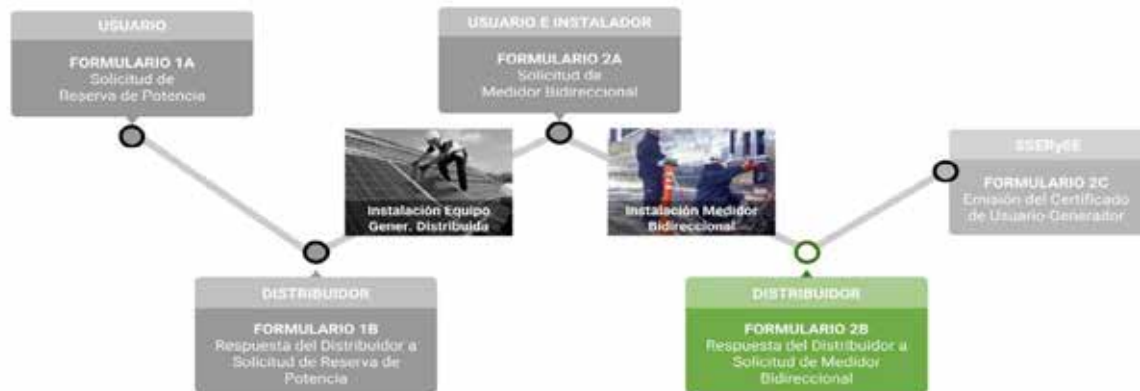 USUARIO
FORMULARIO 1A
Solicitud de
Reserva de Potencia
DISTRIBUIDOR
FORMULARIO 1B
Respuesta del Distribuidor a
Solicitud de Reserva de
Potencia
Instalación Equipo
Gener. Distribuida
USUARIO E INSTALADOR
FORMULARIO 2A
Solicitud de
Medidor Bidireccional
Instalación Medidor
Bidireccional
DISTRIBUIDOR
FORMULARIO 2B
Respuesta del Distribuidor a
Solicitud de Medidor
Bidireccional
SSERyEE
FORMULARIO 2C
Emisión del Certificado
de Usuario-Generador